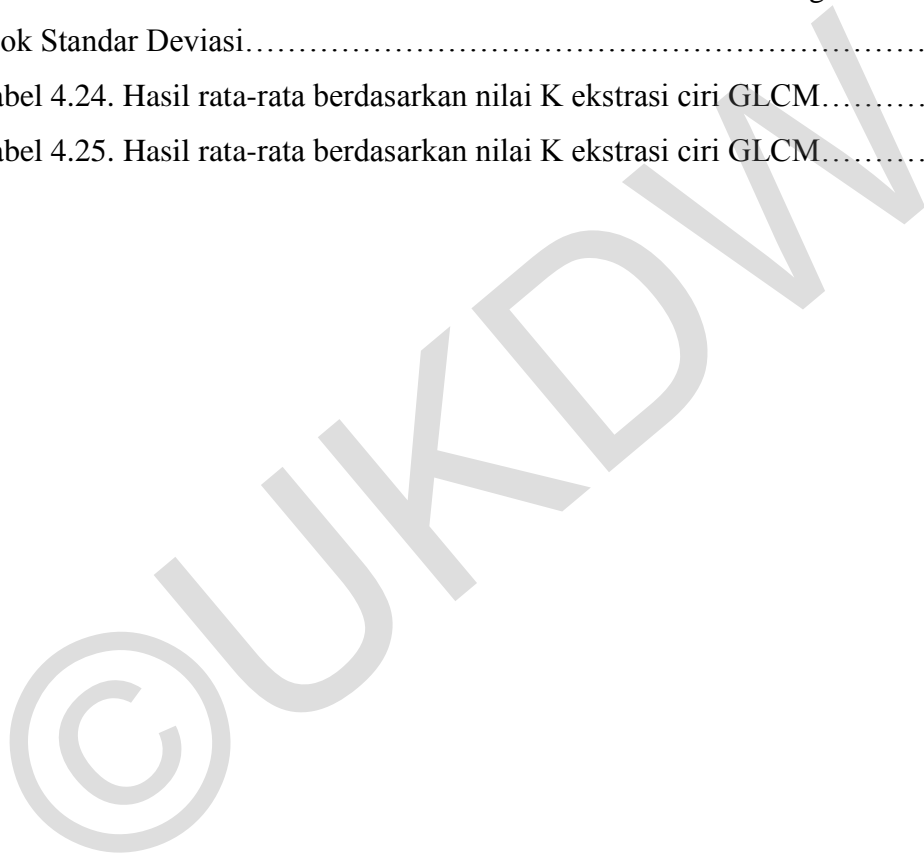 ok Standar Deviasi……………………………………………………………
abel 4.24. Hasil rata-rata berdasarkan nilai K ekstrasi ciri GLCM…………
abel 4.25. Hasil rata-rata berdasarkan nilai K ekstrasi ciri GLCM…………
©UKDW